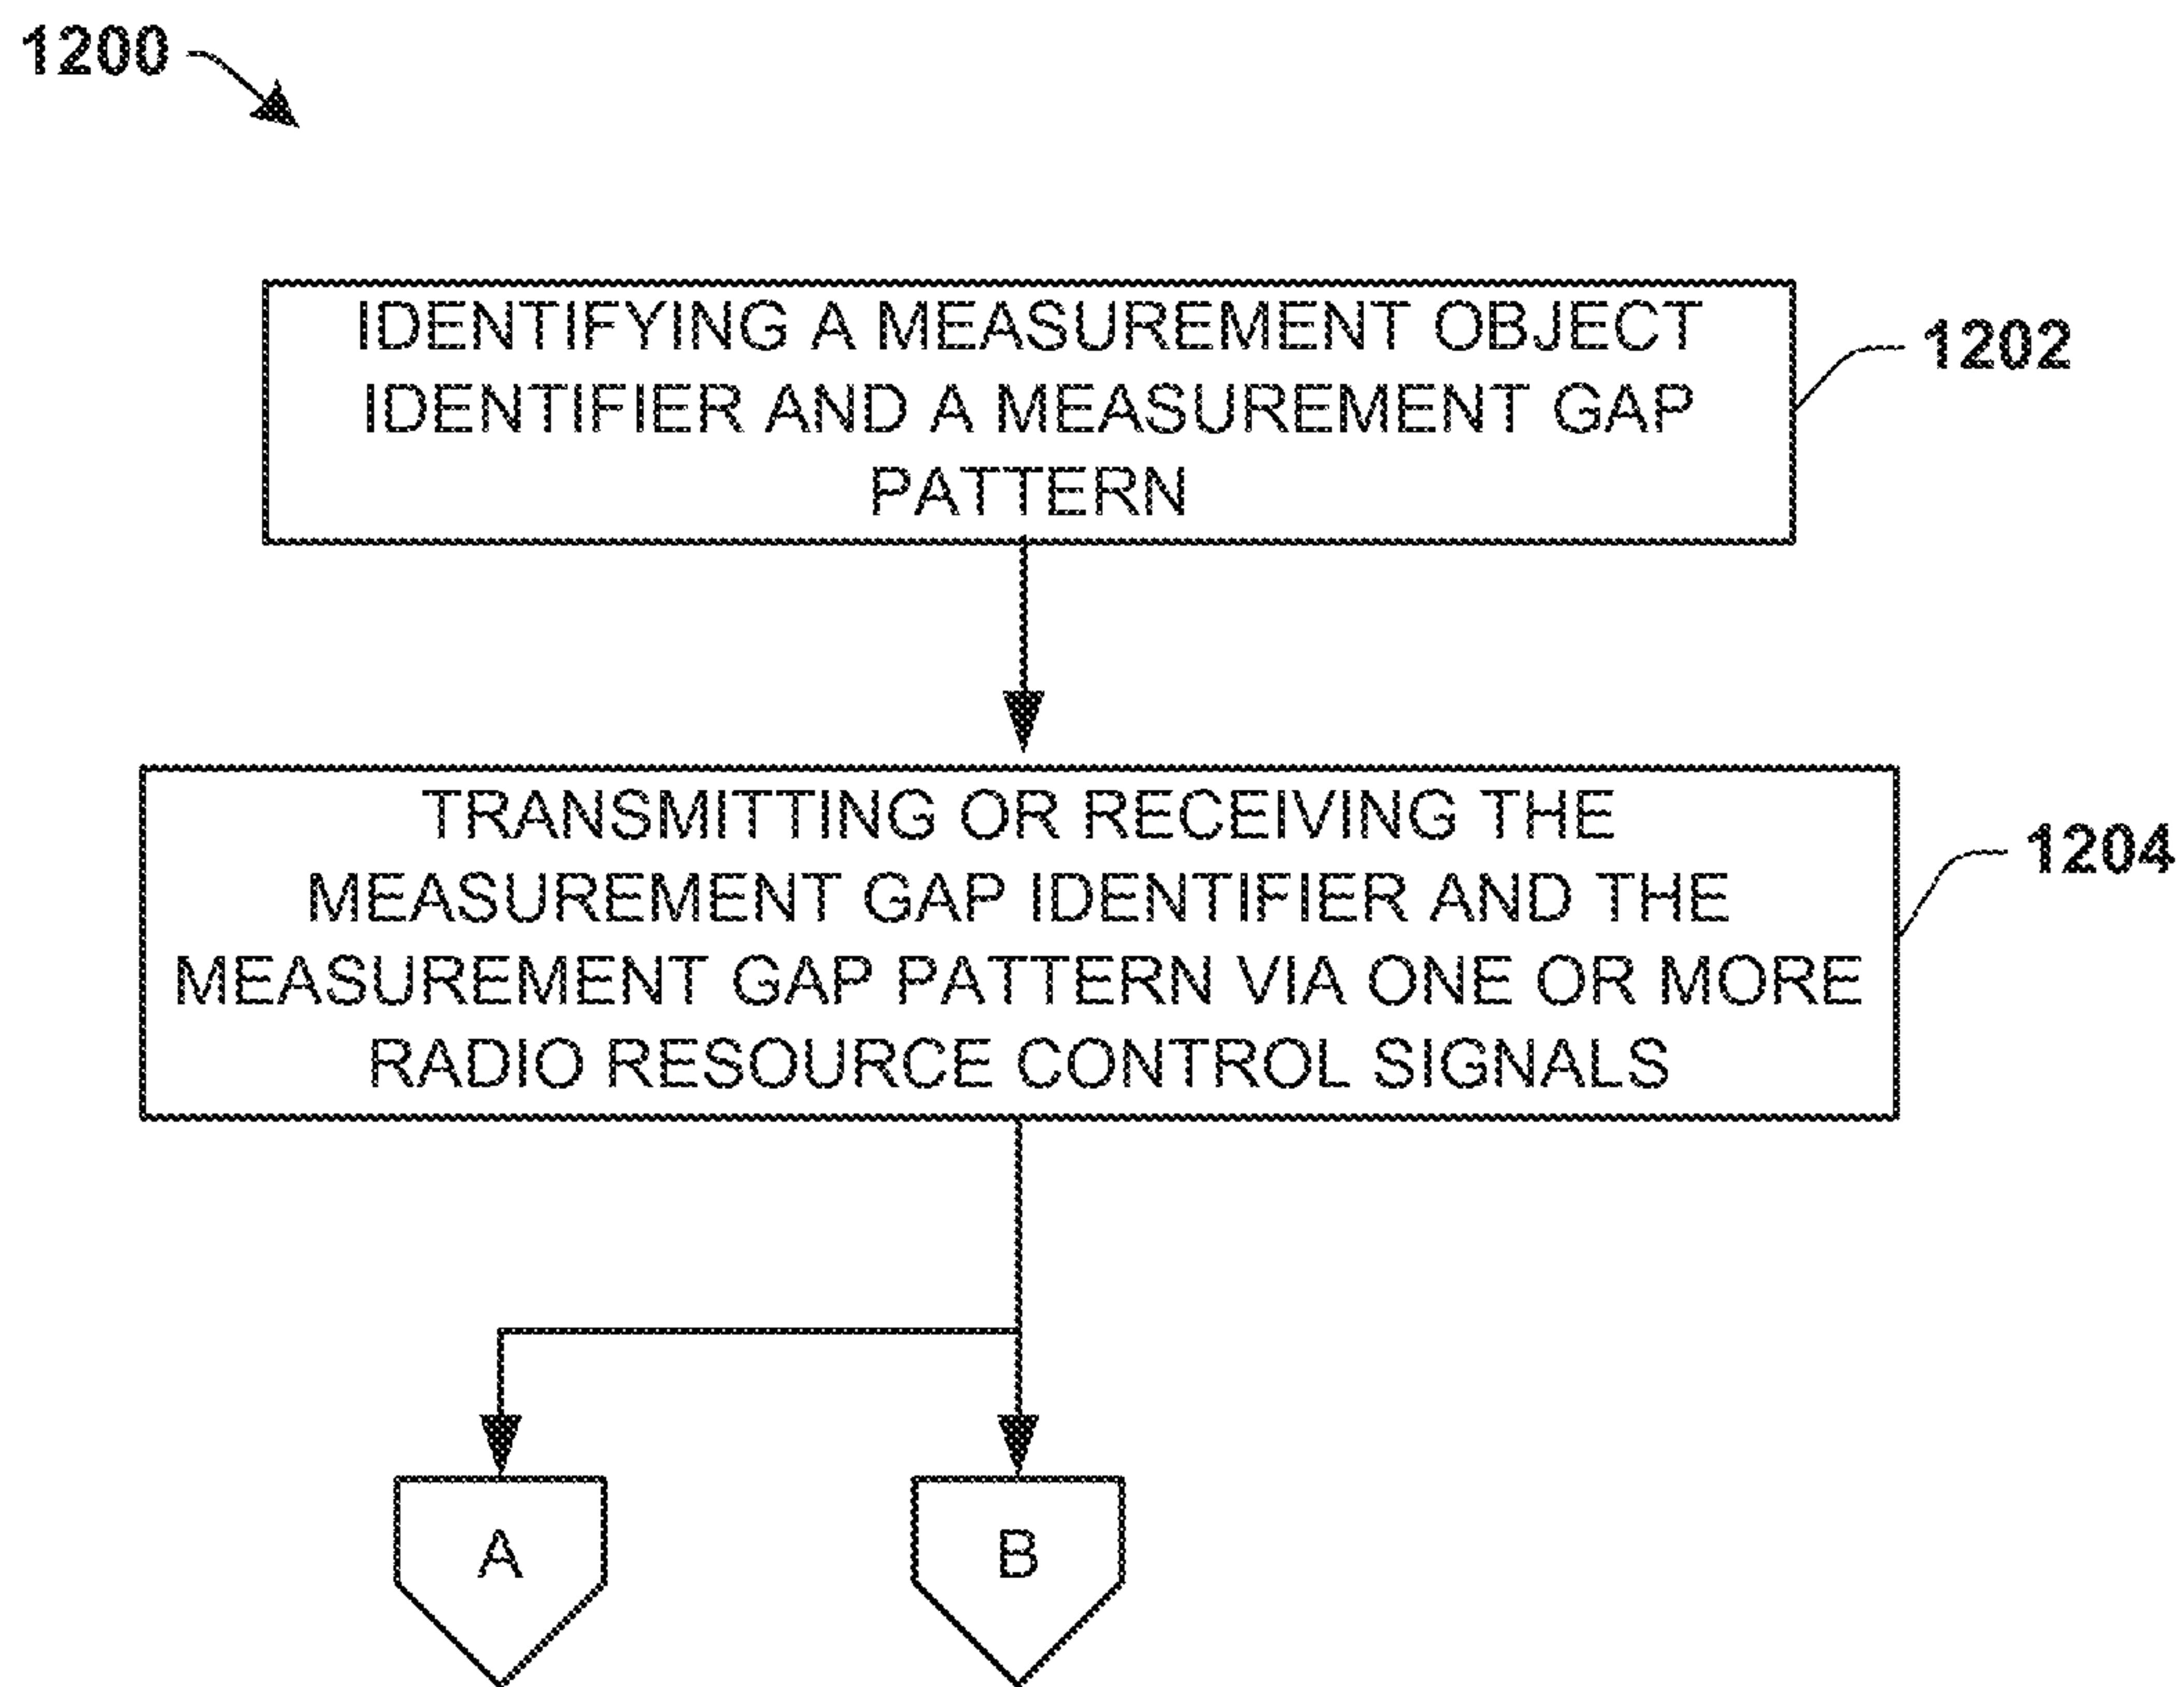 1200
IDENTIFYING A MEASUREMENT OBJECT
IDENTIFIER AND A MEASUREMENT GAP
PATTERN
1202
TRANSMITTING OR RECEIVING THE
MEASUREMENT GAP IDENTIFIER AND THE
MEASUREMENT GAP PATTERN VIA ONE OR MORE
RADIO RESOURCE CONTROL SIGNALS
1204
A
B